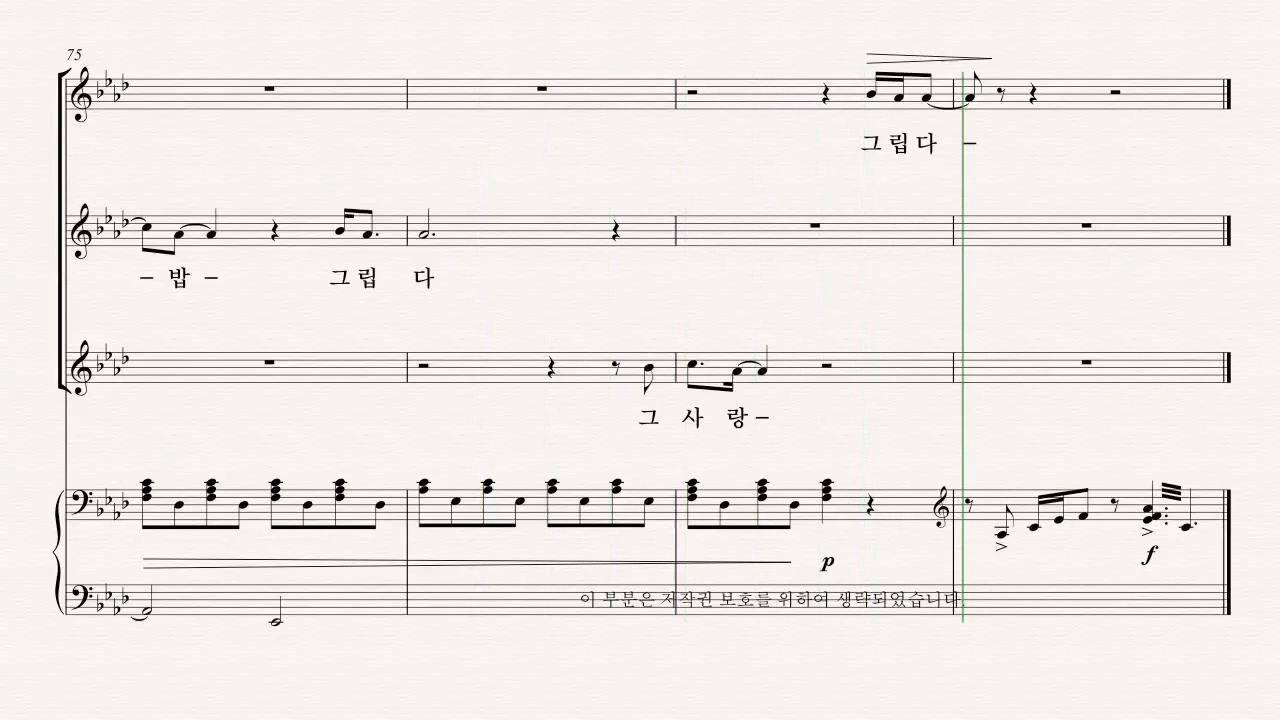 75
그립다 –
– 밥 – 그립 다
그 사 랑 –
p
f
이 부분은 저작권 보호를 위하여 생략되었습니다.